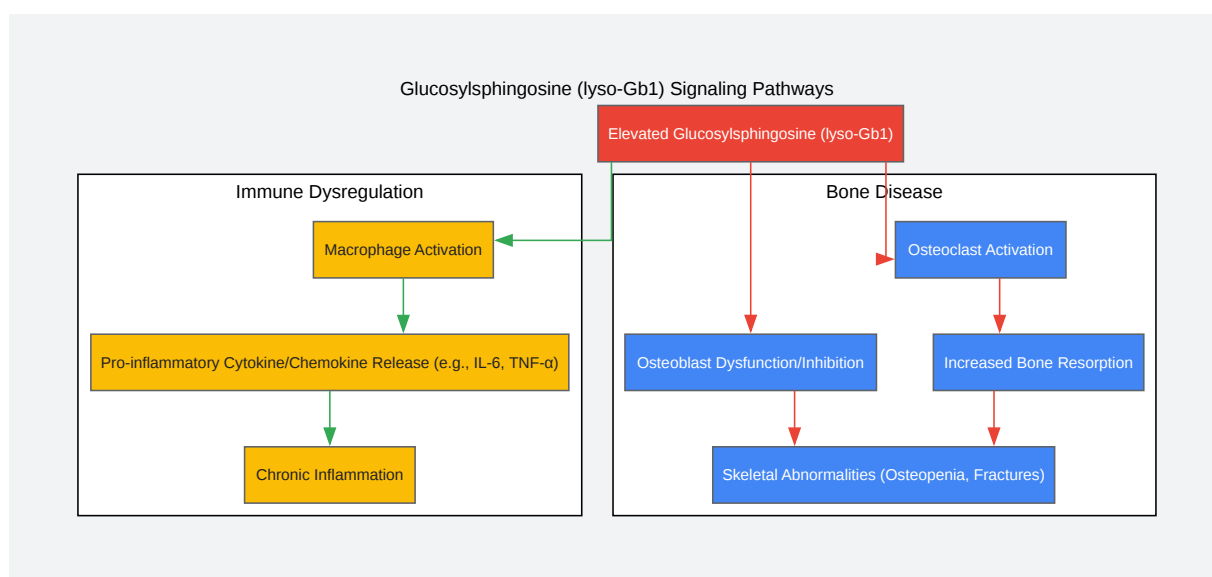 Glucosylsphingosine (lyso-Gb1) Signaling Pathways
Elevated Glucosylsphingosine (lyso-Gb1)
Immune Dysregulation
Macrophage Activation
Pro-inflammatory Cytokine/Chemokine Release (e.g., IL-6, TNF-α)
Chronic Inflammation
Bone Disease
Osteoclast Activation
Osteoblast Dysfunction/Inhibition
Increased Bone Resorption
Skeletal Abnormalities (Osteopenia, Fractures)